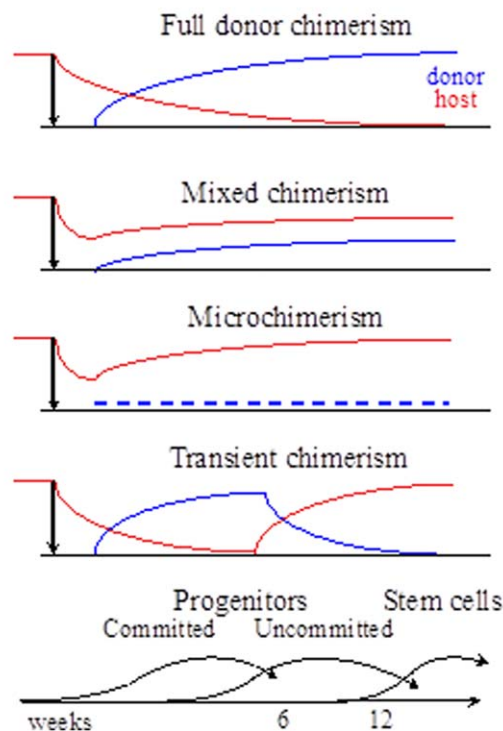 Full donor chimerism
donor
host
Mixed chimerism
Microchimerism
Transient chimerism
Progenitors Stem cells
Committed Uncommitted
weeks 6 12